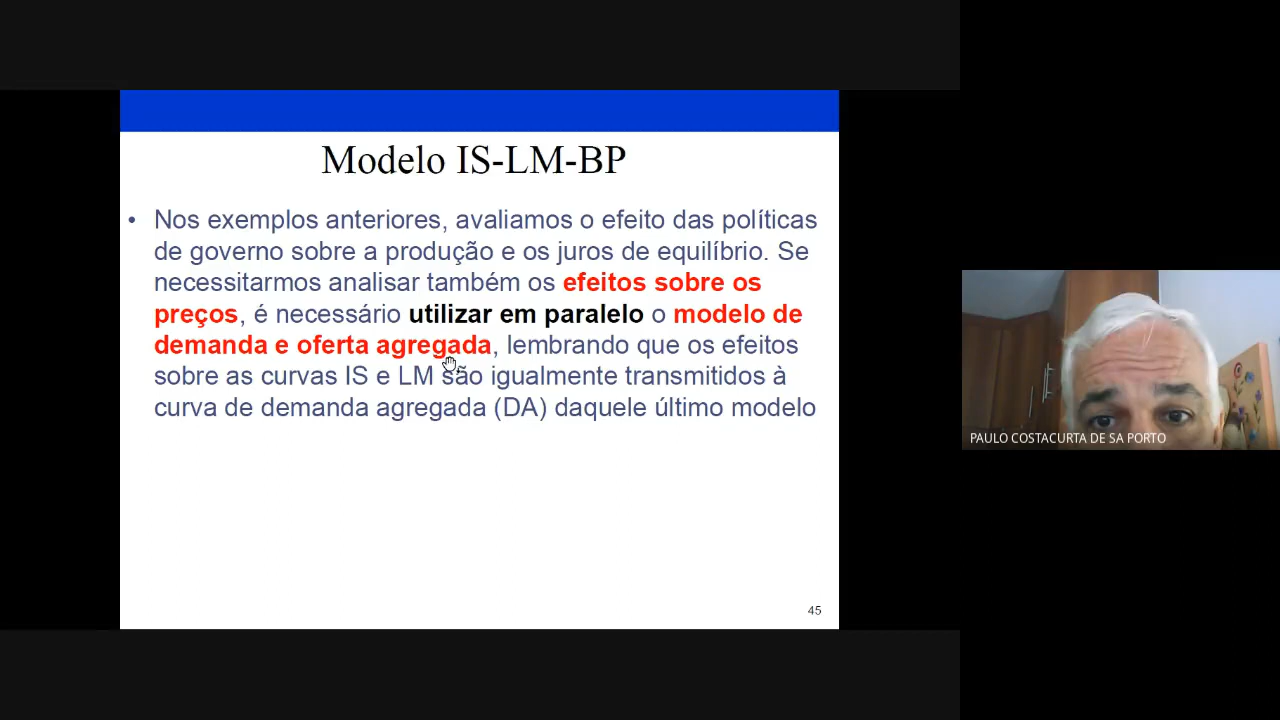 Modelo IS-LM-BP
• Nos exemplos anteriores, avaliamos o efeito das políticas
de governo sobre a produção e os juros de equilíbrio. Se
necessitarmos analisar também os efeitos sobre os
preços, é necessário utilizar em paralelo o modelo de
demanda e oferta agregada, lembrando que os efeitos
sobre as curvas IS e LM são igualmente transmitidos à
curva de demanda agregada (DA) daquele último modelo
45
PAULO COSTACURTA DE SA PORTO